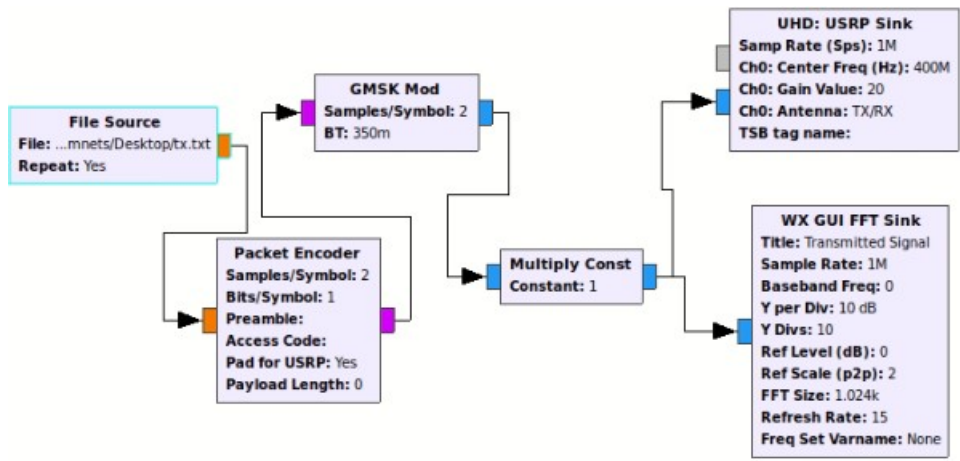 File Source
File: ...mnets/Desktop/tx.txt
Repeat: Yes
GMSK Mod
Samples/Symbol: 2
BT: 350m
Packet Encoder
Samples/Symbol: 2
Bits/Symbol: 1
Preamble:
Access Code:
Pad for USRP: Yes
Payload Length: 0
Multiply Const
Constant: 1
UHD: USRP Sink
Samp Rate (Sps): 1M
Ch0: Center Freq (Hz): 400M
Ch0: Gain Value: 20
Ch0: Antenna: TX/RX
TSB tag name:
WX GUI FFT Sink
Title: Transmitted Signal
Sample Rate: 1M
Baseband Freq: 0
Y per Div: 10 dB
Y Divs: 10
Ref Level (dB): 0
Ref Scale (p2p): 2
FFT Size: 1.024k
Refresh Rate: 15
Freq Set Varname: None